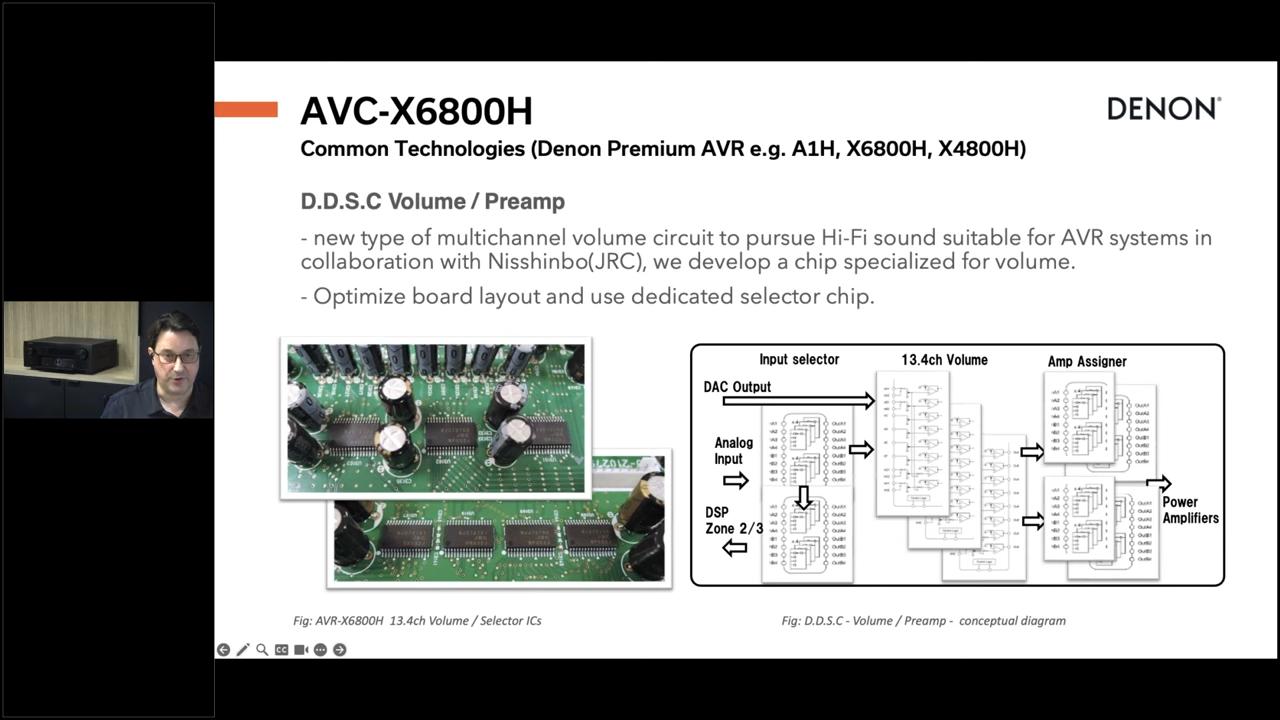 AVC-X6800H
DENON®
Common Technologies (Denon Premium AVR e.g. A1H, X6800H, X4800H)
D.D.S.C Volume / Preamp
- new type of multichannel volume circuit to pursue Hi-Fi sound suitable for AVR systems in
collaboration with Nisshinbo(JRC), we develop a chip specialized for volume.
- Optimize board layout and use dedicated selector chip.
Input selector
13.4ch Volume
Amp Assigner
DAC Output
Analog
Input
DSP
Zone 2/3
Power
Amplifiers
Fig: AVR-X6800H 13.4ch Volume / Selector ICs
Fig: D.D.S.C - Volume / Preamp - conceptual diagram
CC